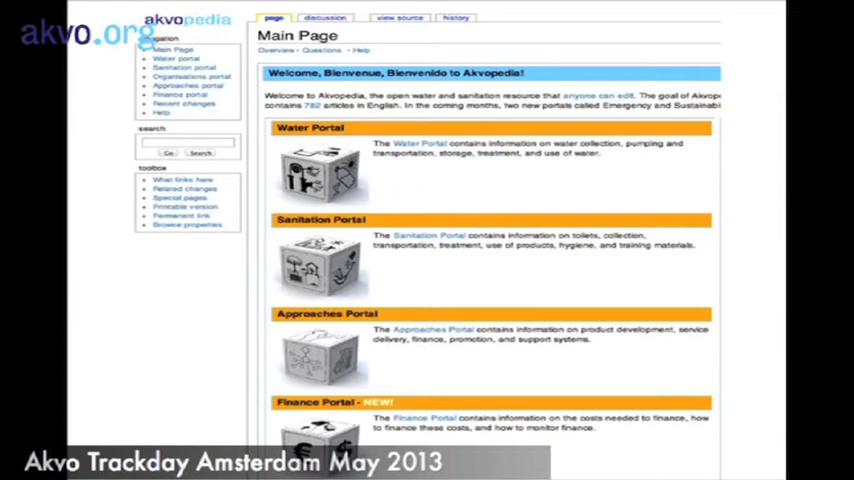 akvo.org
akvopedia
navigation
Main Page
Water portal
Sanitation portal
Organisations portal
Approaches portal
Finance portal
Recent changes
Help
search
Go Search
toolbox
What links here
Related changes
Special pages
Printable version
Permanent link
Browse properties
page discussion view source history
Main Page
Overview · Questions · Help
Welcome, Bienvenue, Bienvenido to Akvopedia!
Welcome to Akvopedia, the open water and sanitation resource that anyone can edit. The goal of Akvop
contains 782 articles in English. In the coming months, two new portals called Emergency and Sustainabi
Water Portal
The Water Portal contains information on water collection, pumping and
transportation, storage, treatment, and use of water.
Sanitation Portal
The Sanitation Portal contains information on toilets, collection,
transportation, treatment, use of products, hygiene, and training materials.
Approaches Portal
The Approaches Portal contains information on product development, service
delivery, finance, promotion, and support systems.
Finance Portal - NEW!
The Finance Portal contains information on the costs needed to finance, how
to finance these costs, and how to monitor finance.
€ $
Akvo Trackday Amsterdam May 2013